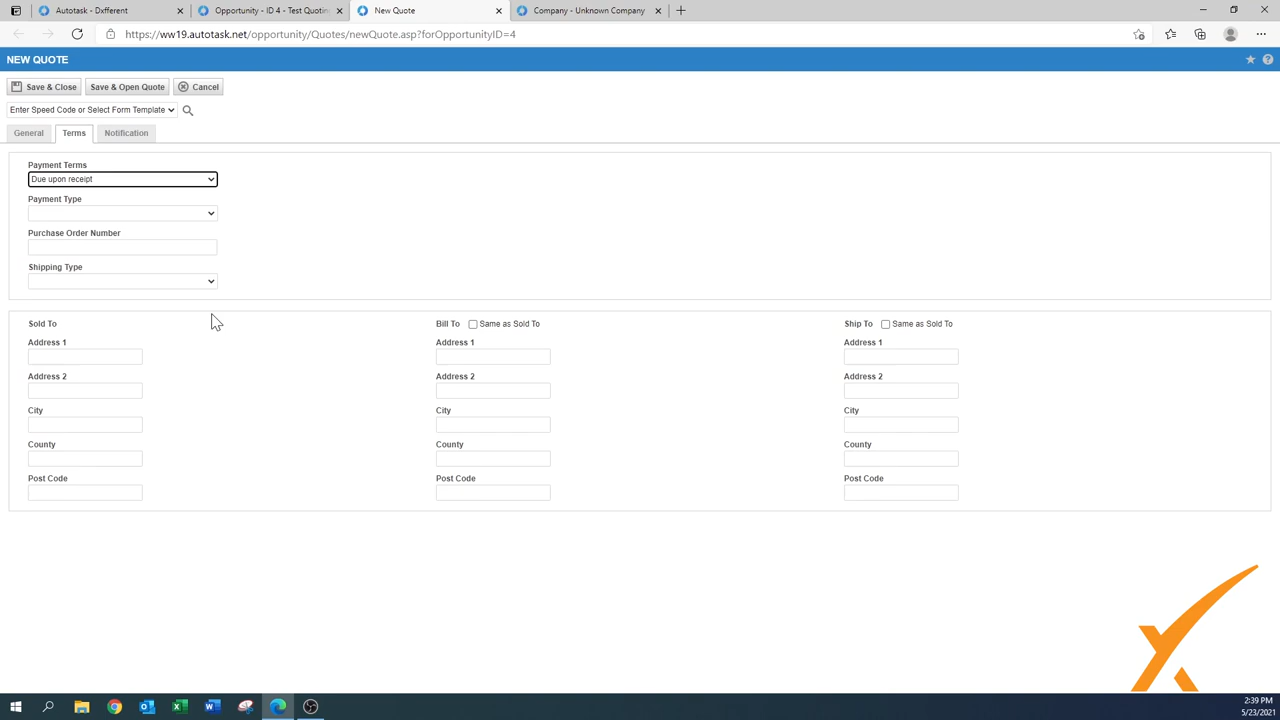 Autotask - Dxfferent
Opportunity - ID 4 - Test Quoting
New Quote
Company - Unknown Company
https://ww19.autotask.net/opportunity/Quotes/newQuote.asp?forOpportunityID=4
NEW QUOTE
Save & Close
Save & Open Quote
Cancel
Enter Speed Code or Select Form Template
General
Terms
Notification
Payment Terms
Due upon receipt
Payment Type
Purchase Order Number
Shipping Type
Sold To
Bill To Same as Sold To
Ship To Same as Sold To
Address 1 Address 1 Address 1
Address 2 Address 2 Address 2
City City City
County County County
Post Code Post Code Post Code
2:39 PM
5/23/2021